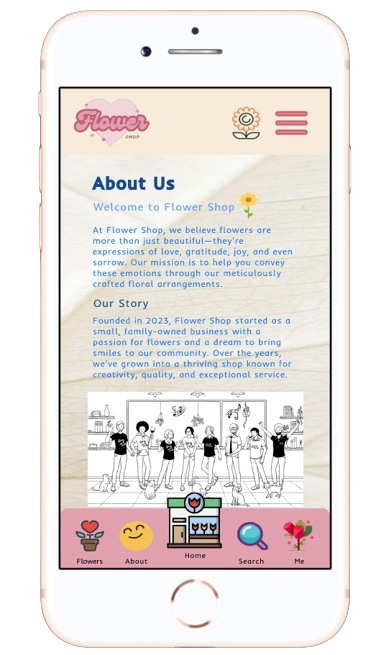 Flower
SHOP
About Us
Welcome to Flower Shop
At Flower Shop, we believe flowers are
more than just beautiful—they're
expressions of love, gratitude, joy, and even
sorrow. Our mission is to help you convey
these emotions through our meticulously
crafted floral arrangements.
Our Story
Founded in 2023, Flower Shop started as a
small, family-owned business with a
passion for flowers and a dream to bring
smiles to our community. Over the years,
we've grown into a thriving shop known for
creativity, quality, and exceptional service.
Flowers
About
Home
Search
Me